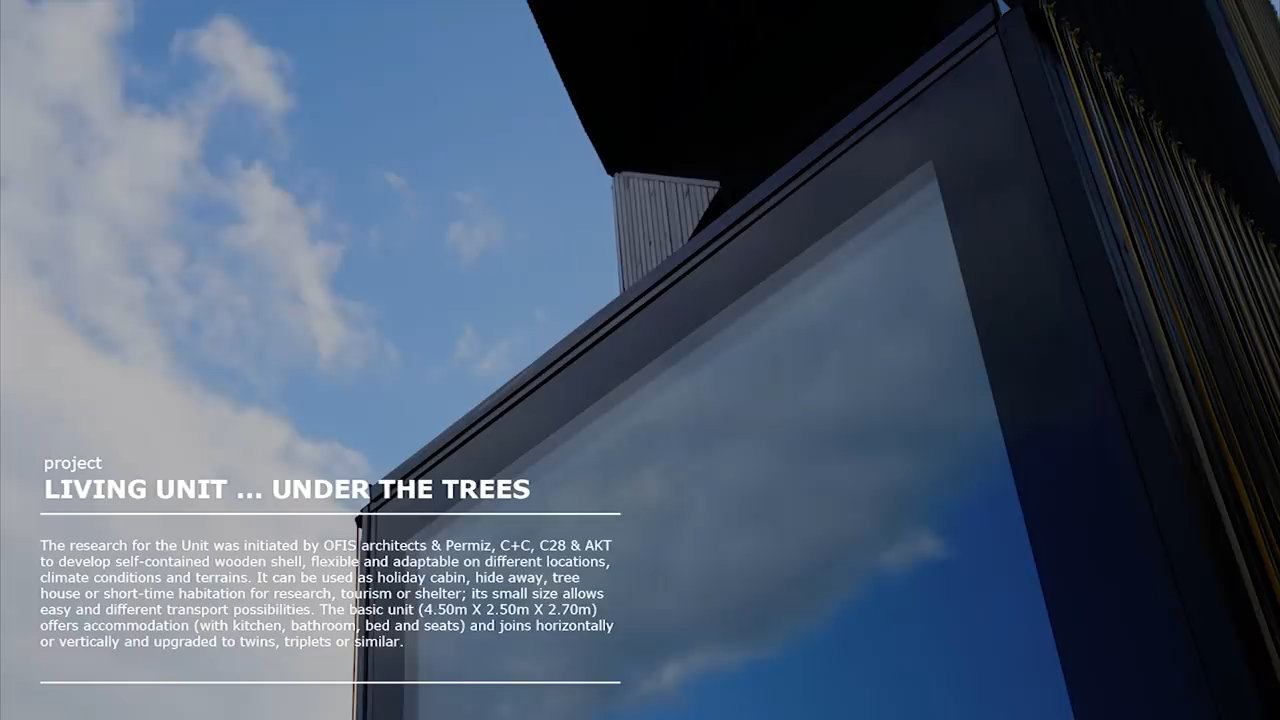 project
LIVING UNIT ... UNDER THE TREES
The research for the Unit was initiated by OFIS architects & Permiz, C+C, C28 & AKT
to develop self-contained wooden shell, flexible and adaptable on different locations,
climate conditions and terrains. It can be used as holiday cabin, hide away, tree
house or short-time habitation for research, tourism or shelter; its small size allows
easy and different transport possibilities. The basic unit (4.50m X 2.50m X 2.70m)
offers accommodation (with kitchen, bathroom, bed and seats) and joins horizontally
or vertically and upgraded to twins, triplets or similar.